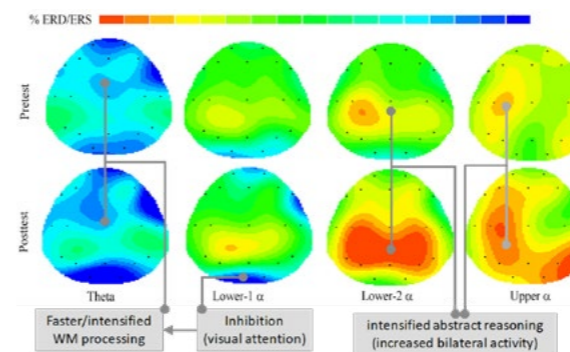 % ERD/ERS
Pretest
Posttest
Theta
Lower-1 α
Lower-2 α
Upper α
Faster/intensified
WM processing
Inhibition
(visual attention)
intensified abstract reasoning
(increased bilateral activity)